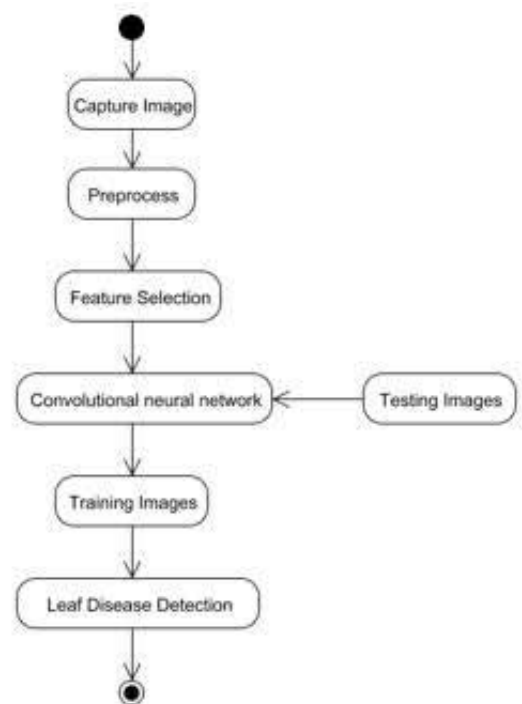 Capture Image
Preprocess
Feature Selection
Convolutional neural network
Testing Images
Training Images
Leaf Disease Detection